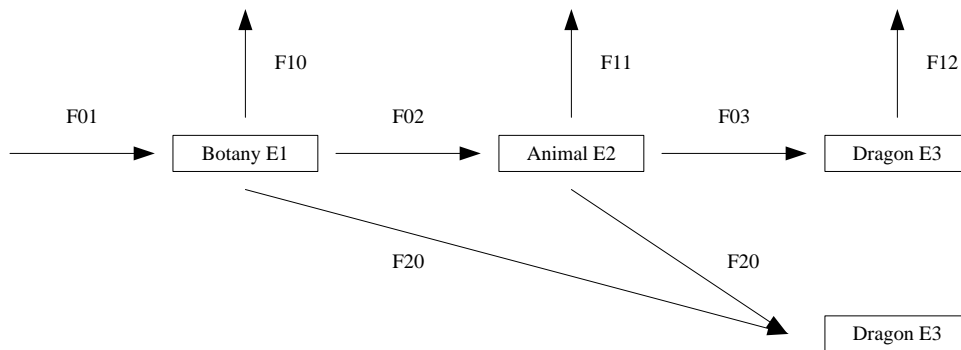 F10
F11
F12
F01
F02
F03
Botany E1
Animal E2
Dragon E3
F20
F20
Dragon E3